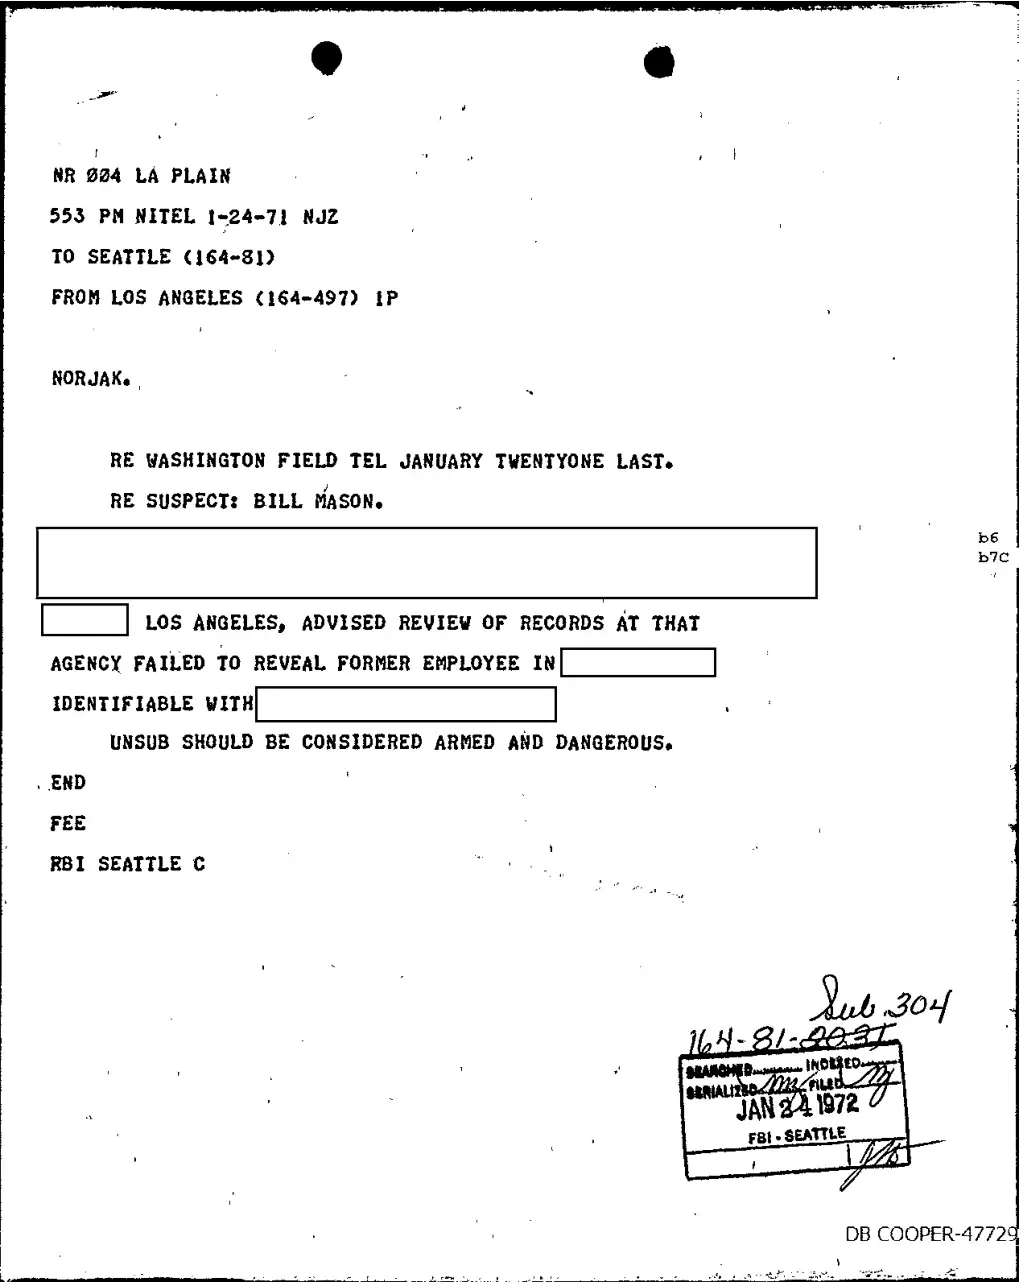 NR 004 LA PLAIN
553 PM NITEL 1-24-71 NJZ
TO SEATTLE (164-81)
FROM LOS ANGELES (164-497) 1P
NORJAK.
RE WASHINGTON FIELD TEL JANUARY TWENTYONE LAST.
RE SUSPECT: BILL MASON.
b6
b7C
LOS ANGELES, ADVISED REVIEW OF RECORDS AT THAT
AGENCY FAILED TO REVEAL FORMER EMPLOYEE IN
IDENTIFIABLE WITH
UNSUB SHOULD BE CONSIDERED ARMED AND DANGEROUS.
END
FEE
RBI SEATTLE C
Sub. 304
164-81-2031
SEARCHED INDEXED
SERIALIZED FILED
JAN 24 1972
FBI - SEATTLE
DB COOPER-47729